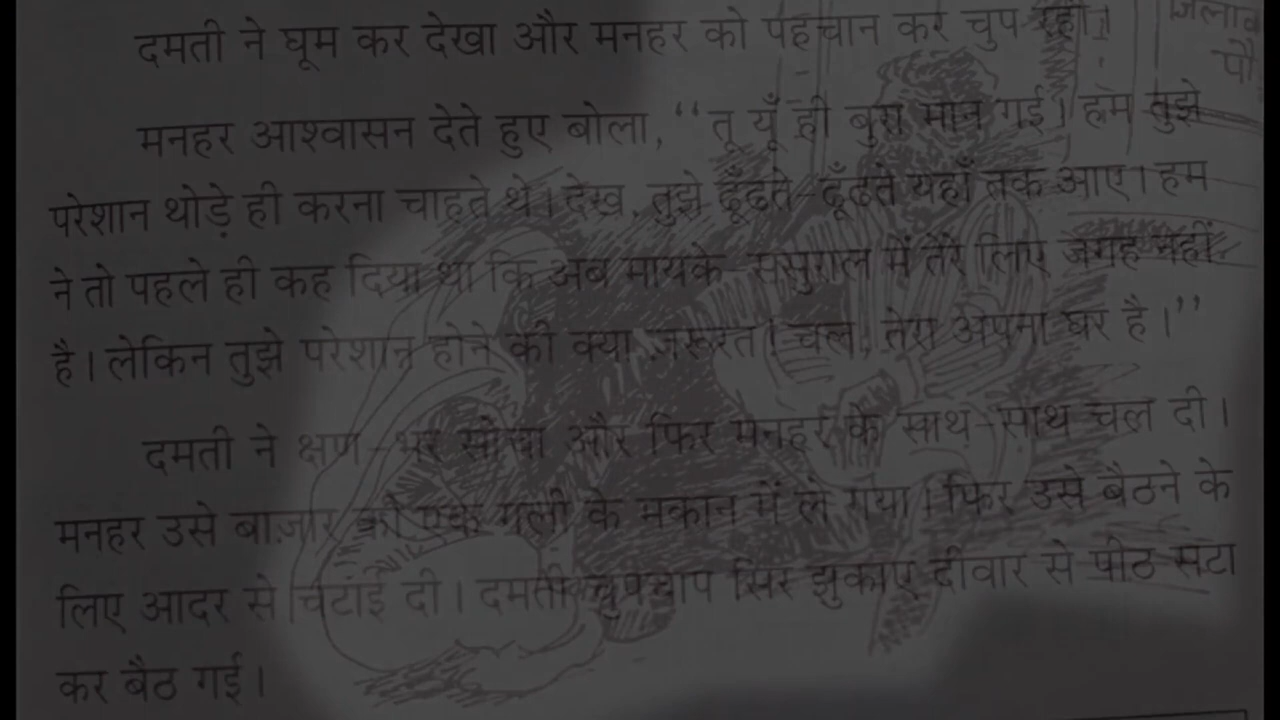 दमती ने घूम कर देखा और मनहर को पहचान कर चुप रही।
मनहर आश्वासन देते हुए बोला, “तू यूँ ही बुरा मान गई। हम तुझे
परेशान थोड़े ही करना चाहते थे। देख, तुझे ढूँढते-ढूँढते यहाँ तक आए। हम
ने तो पहले ही कह दिया था कि अब मायके-ससुराल में तेरे लिए जगह नहीं
है। लेकिन तुझे परेशान होने की क्या ज़रूरत। चल, तेरा अपना घर है।”
दमती ने क्षण-भर सोचा और फिर मनहर के साथ-साथ चल दी।
मनहर उसे बाज़ार की एक गली के मकान में ले गया। फिर उसे बैठने के
लिए आदर से चटाई दी। दमती चुपचाप सिर झुकाए दीवार से पीठ सटा
कर बैठ गई।